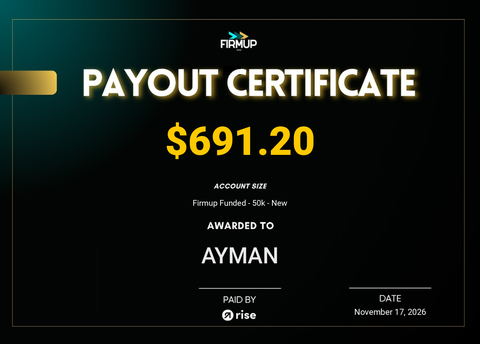 FIRMUP
PAYOUT CERTIFICATE
$691.20
ACCOUNT SIZE
Firmup Funded - 50k - New
AWARDED TO
AYMAN
PAID BY
rise
DATE
November 17, 2026